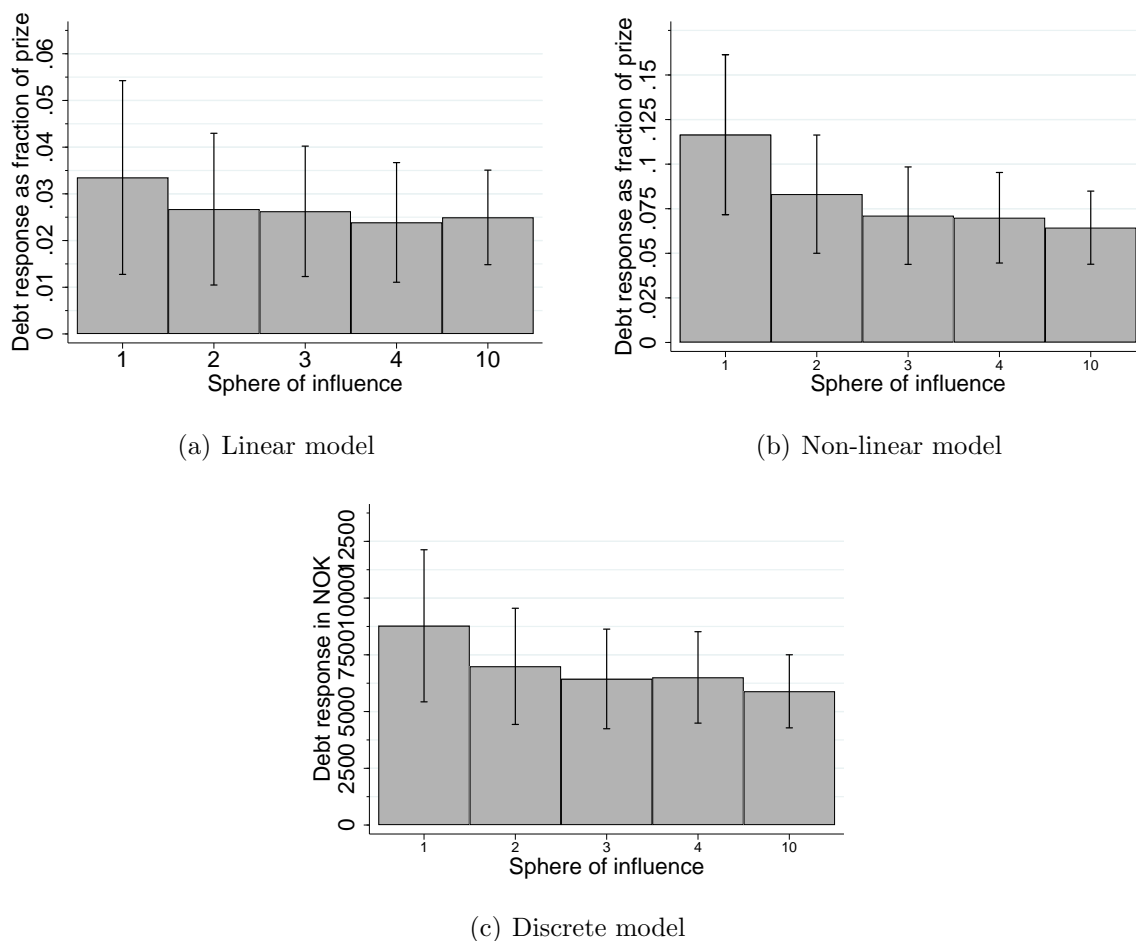 Debt response as fraction of prize
0 .01 .02 .03 .04 .05 .06
1 2 3 4 10
Sphere of influence
(a) Linear model
Debt response as fraction of prize
0 .025 .05 .075 .1 .125 .15
1 2 3 4 10
Sphere of influence
(b) Non-linear model
Debt response in NOK
0 2500 5000 7500 10000 12500
1 2 3 4 10
Sphere of influence
(c) Discrete model